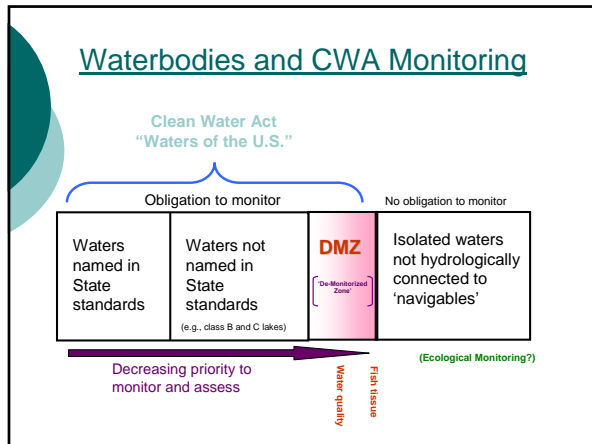 Waterbodies and CWA Monitoring
Clean Water Act
“Waters of the U.S.”
Obligation to monitor
No obligation to monitor
Waters
named in
State
standards
Waters not
named in
State
standards
(e.g., class B and C lakes)
DMZ
‘De-Monitorized
Zone’
Isolated waters
not hydrologically
connected to
‘navigables’
Decreasing priority to
monitor and assess
Water quality
Fish tissue
(Ecological Monitoring?)